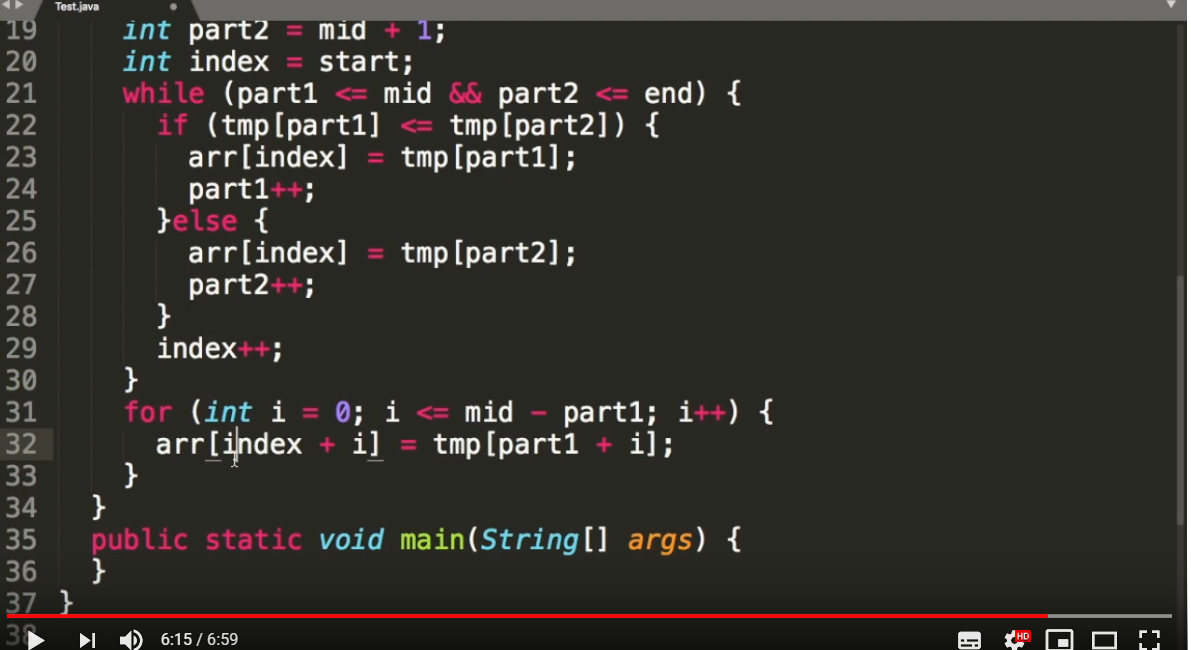 Test.java
19 int part2 = mid + 1;
20 int index = start;
21 while (part1 <= mid && part2 <= end) {
22 if (tmp[part1] <= tmp[part2]) {
23 arr[index] = tmp[part1];
24 part1++;
25 }else {
26 arr[index] = tmp[part2];
27 part2++;
28 }
29 index++;
30 }
31 for (int i = 0; i <= mid - part1; i++) {
32 arr[index + i] = tmp[part1 + i];
33 }
34 }
35 public static void main(String[] args) {
36 }
37 }
38
6:15 / 6:59
HD